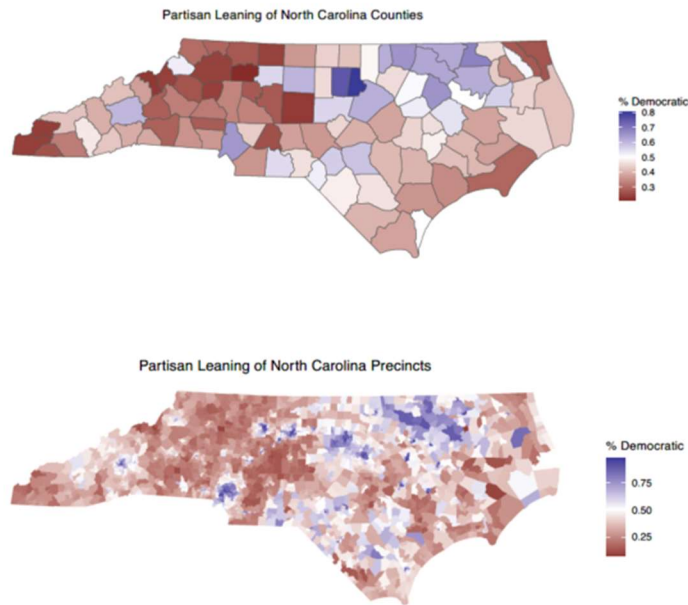 Partisan Leaning of North Carolina Counties
% Democratic
0.8
0.7
0.6
0.5
0.4
0.3
Partisan Leaning of North Carolina Precincts
% Democratic
0.75
0.50
0.25